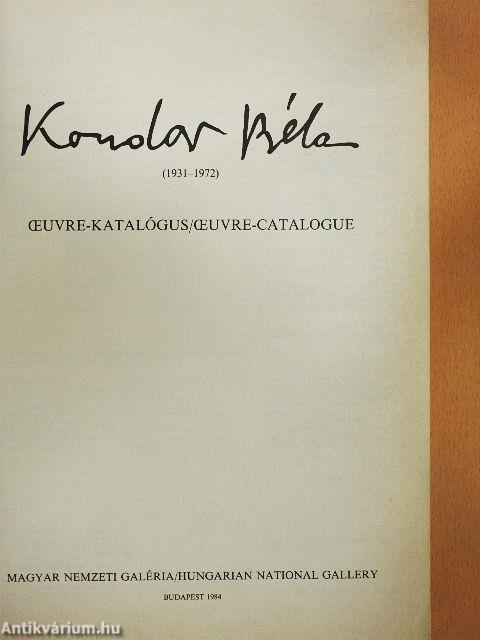 Kondor Béla
(1931–1972)
ŒUVRE-KATALÓGUS/ŒUVRE-CATALOGUE
MAGYAR NEMZETI GALÉRIA/HUNGARIAN NATIONAL GALLERY
BUDAPEST 1984
Antikvárium.hu